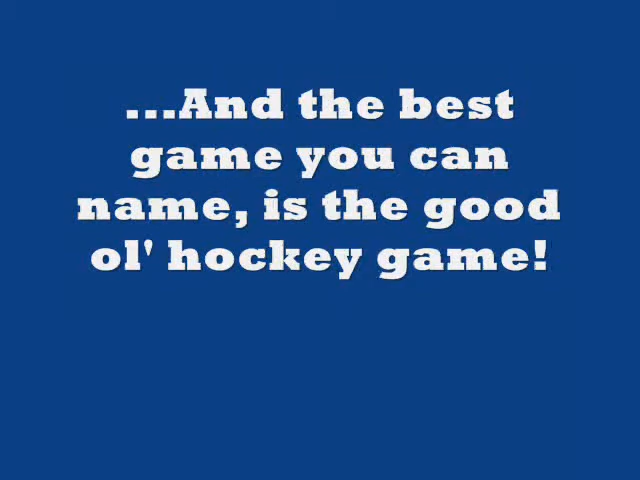 ...And the best
game you can
name, is the good
ol' hockey game!